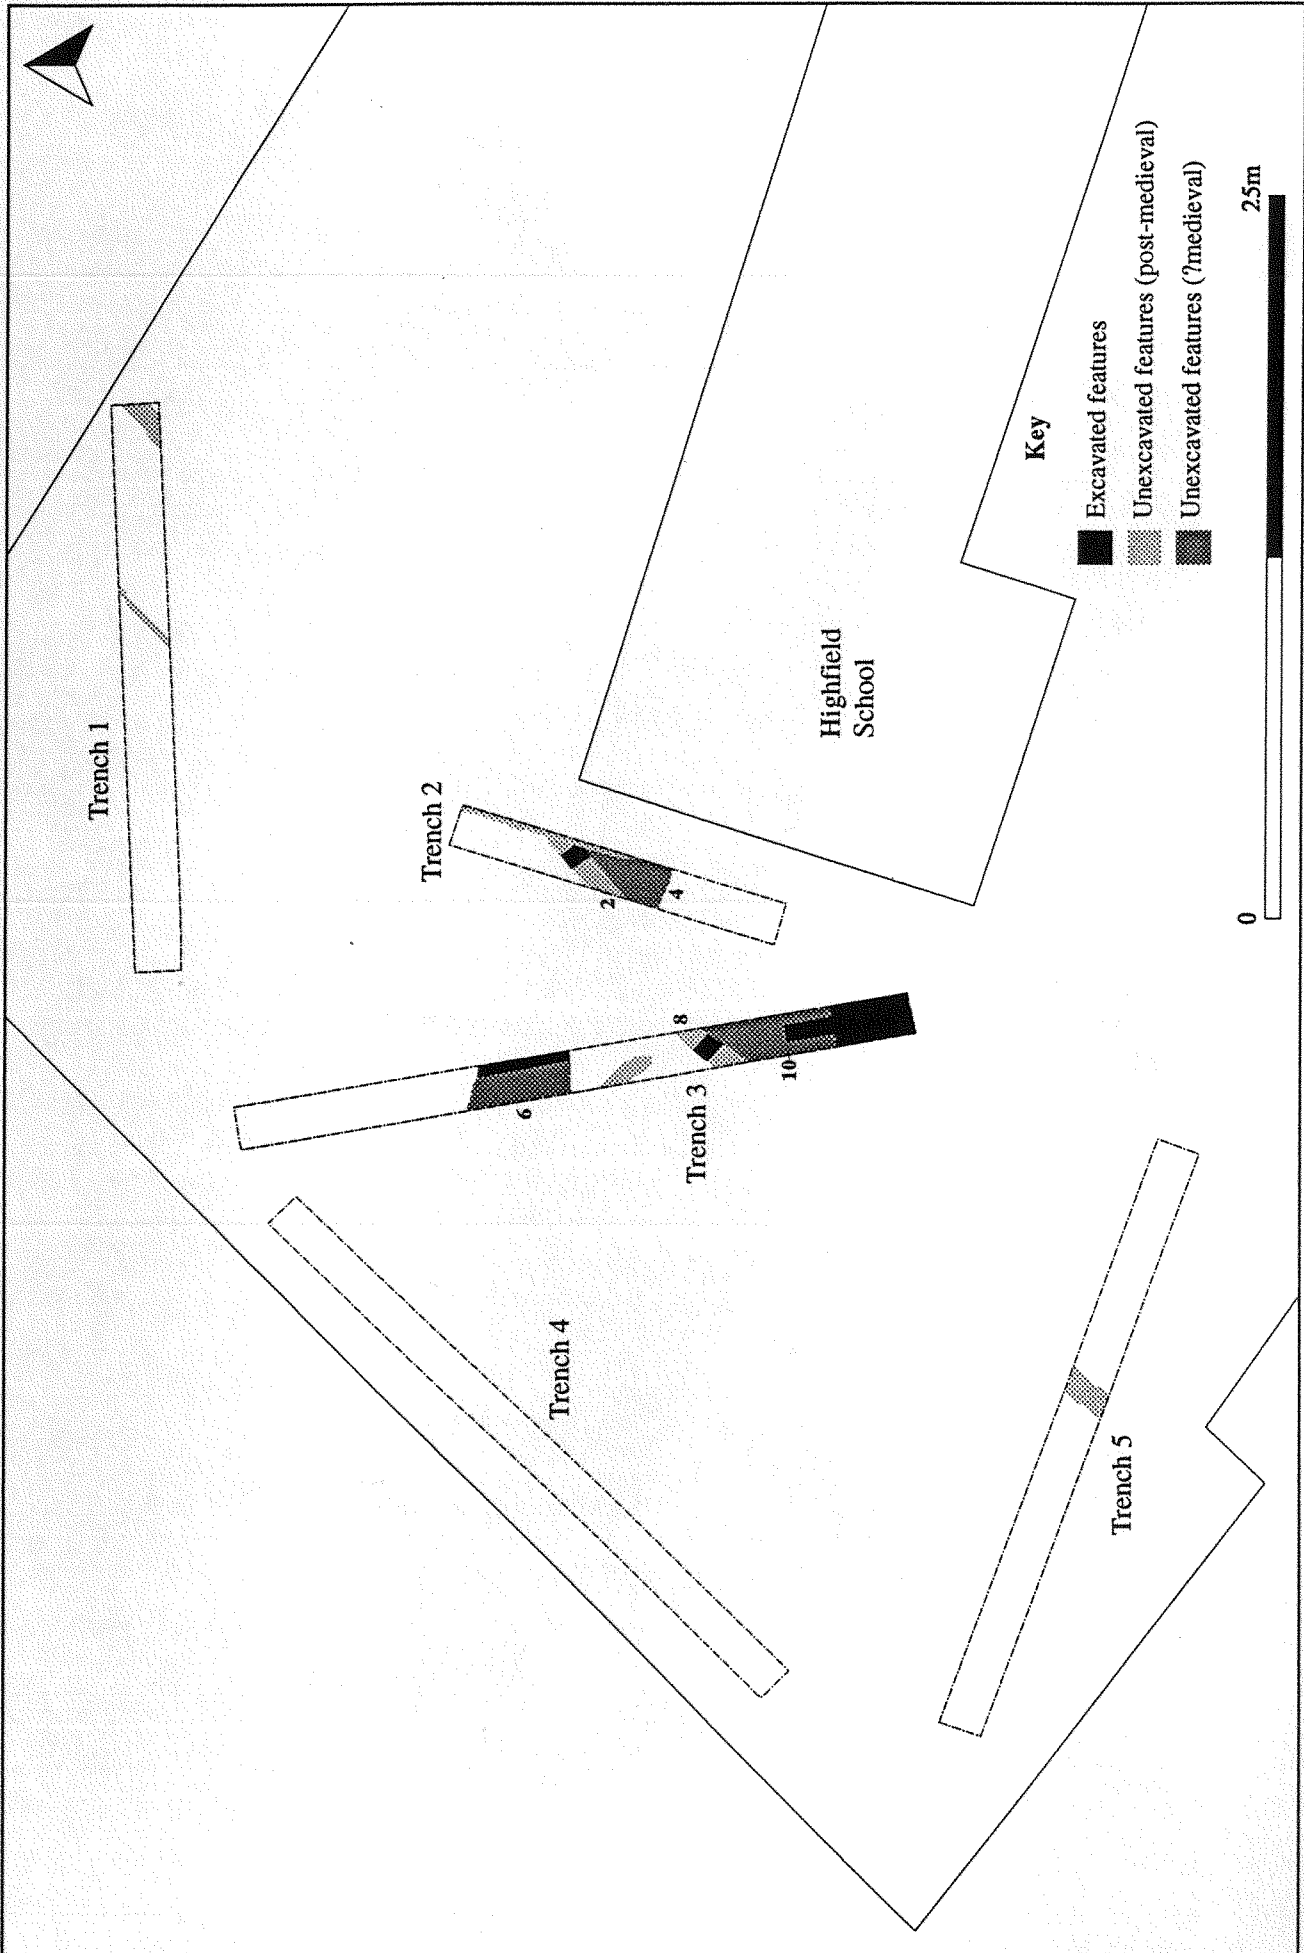 Trench 1
Trench 2
2
4
6
8
Trench 3
10
Trench 4
Trench 5
Highfield
School
Key
Excavated features
Unexcavated features (post-medieval)
Unexcavated features (?medieval)
0
25m